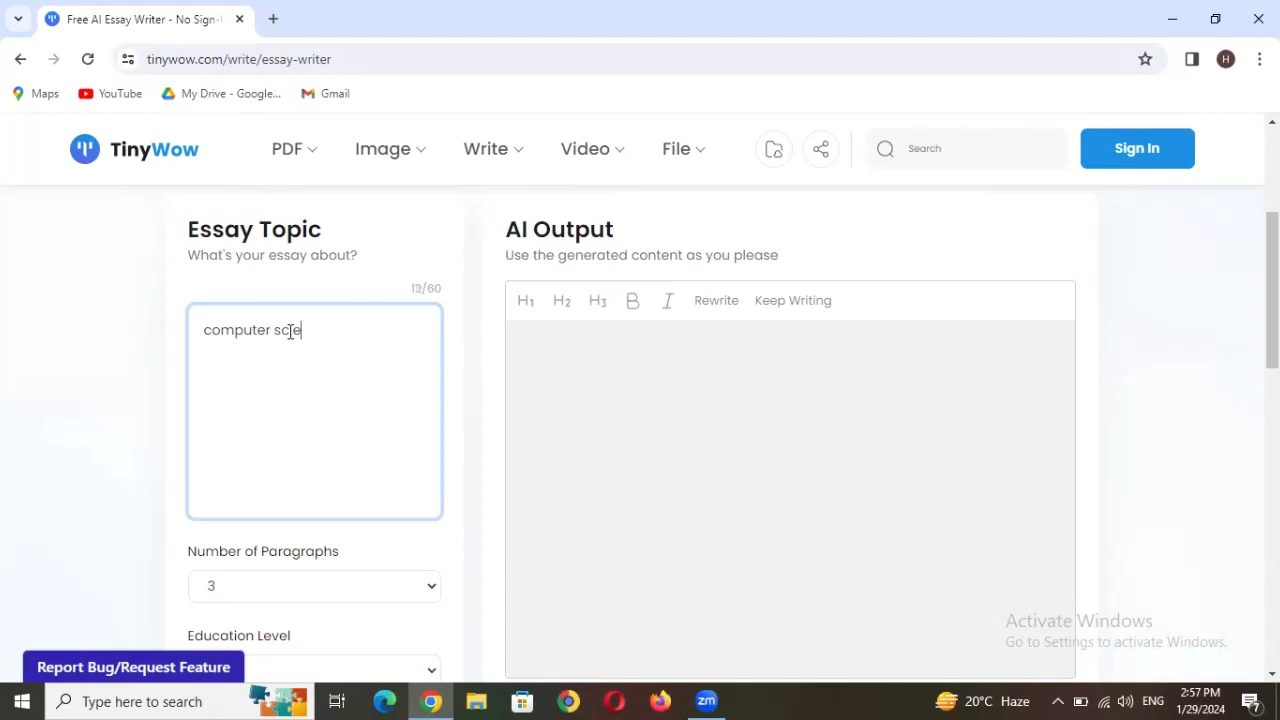 Free AI Essay Writer - No Sign-
tinywow.com/write/essay-writer
Maps YouTube My Drive - Google... Gmail
TinyWow PDF Image Write Video File Search Sign In
Essay Topic
What's your essay about?
13/60
computer scie
Number of Paragraphs
3
Education Level
AI Output
Use the generated content as you please
H1 H2 H3 B I Rewrite Keep Writing
Activate Windows
Go to Settings to activate Windows.
Report Bug/Request Feature
Type here to search
zm
20°C Haze
ENG
2:57 PM
1/29/2024
7
H